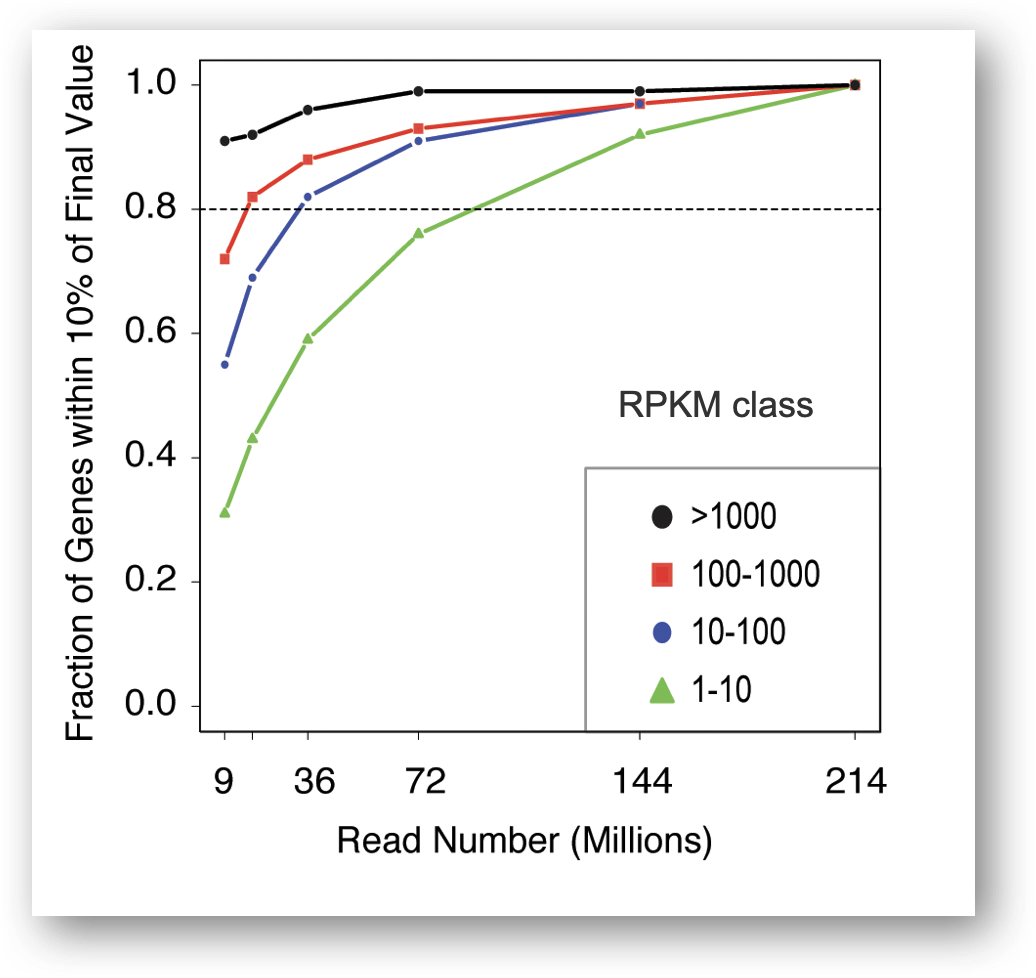 Fraction of Genes within 10% of Final Value
1.0
0.8
0.6
0.4
0.2
0.0
RPKM class
>1000
100-1000
10-100
1-10
9 36 72 144 214
Read Number (Millions)